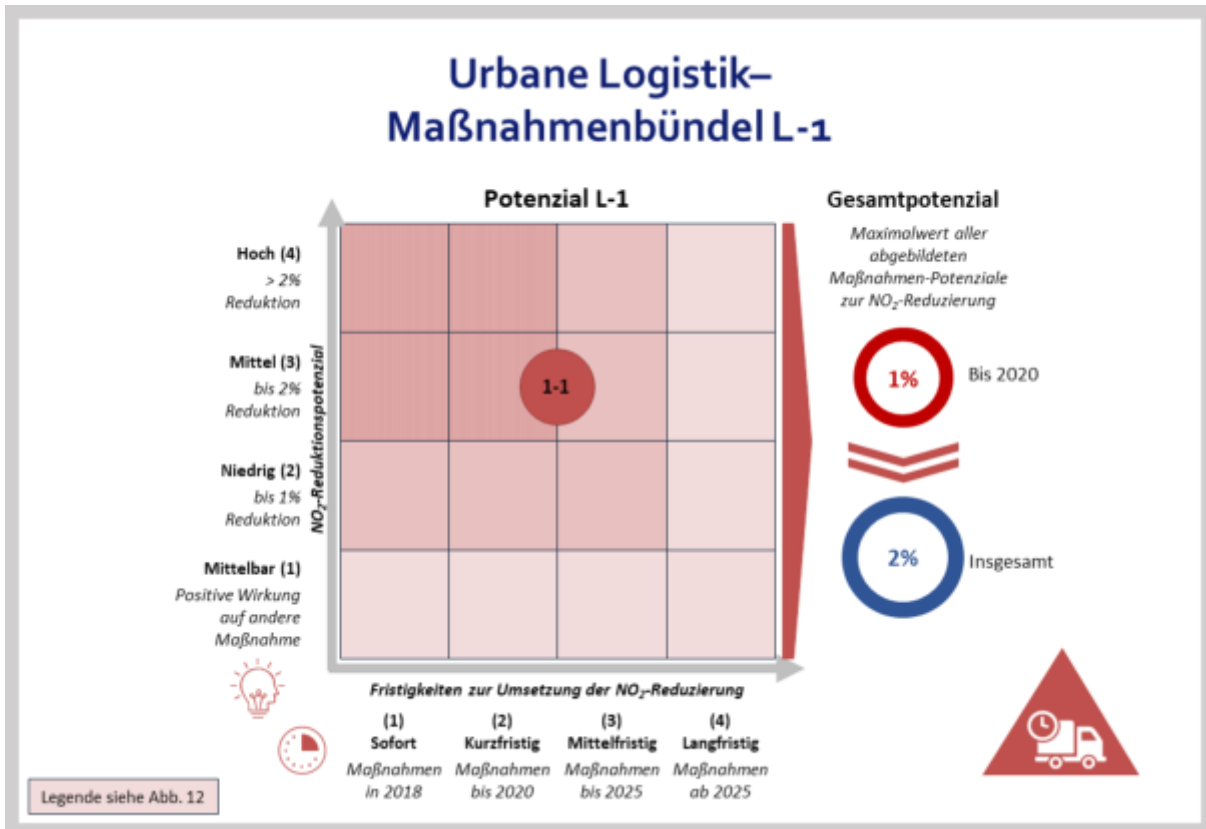 Urbane Logistik–
Maßnahmenbündel L-1
Potenzial L-1
Gesamtpotenzial
Maximalwert aller
abgebildeten
Maßnahmen-Potenziale
zur NO₂-Reduzierung
NO₂-Reduktionspotenzial
Hoch (4)
> 2%
Reduktion
Mittel (3)
bis 2%
Reduktion
Niedrig (2)
bis 1%
Reduktion
Mittelbar (1)
Positive Wirkung
auf andere
Maßnahme
1-1
1%
Bis 2020
2%
Insgesamt
Fristigkeiten zur Umsetzung der NO₂-Reduzierung
(1)
Sofort
Maßnahmen
in 2018
(2)
Kurzfristig
Maßnahmen
bis 2020
(3)
Mittelfristig
Maßnahmen
bis 2025
(4)
Langfristig
Maßnahmen
ab 2025
Legende siehe Abb. 12